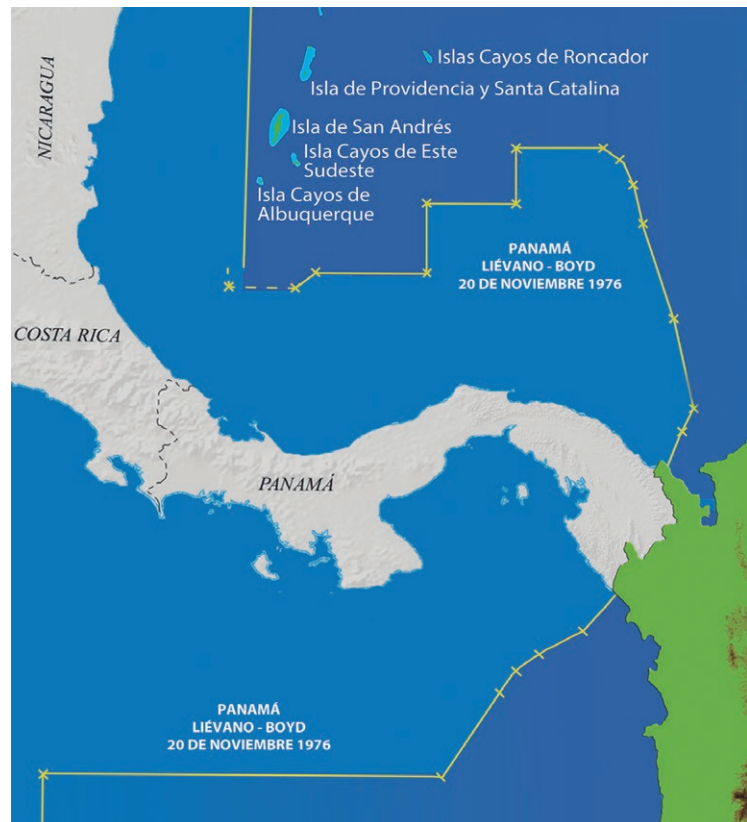 NICARAGUA
Islas Cayos de Roncador
Isla de Providencia y Santa Catalina
Isla de San Andrés
Isla Cayos de Este
Sudeste
Isla Cayos de
Albuquerque
PANAMÁ
LIÉVANO - BOYD
20 DE NOVIEMBRE 1976
COSTA RICA
PANAMÁ
PANAMÁ
LIÉVANO - BOYD
20 DE NOVIEMBRE 1976